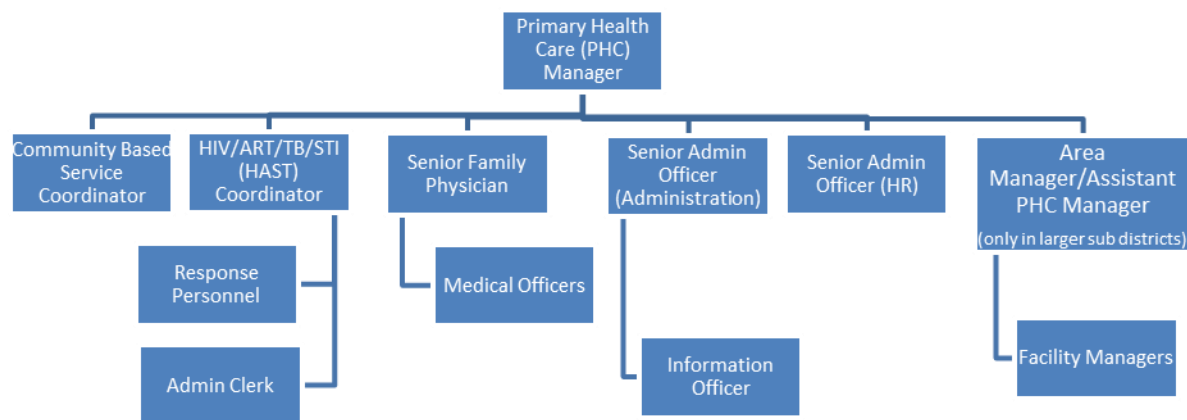 Primary Health
Care (PHC)
Manager
Community Based
Service
Coordinator
HIV/ART/TB/STI
(HAST)
Coordinator
Senior Family
Physician
Senior Admin
Officer
(Administration)
Senior Admin
Officer (HR)
Area
Manager/Assistant
PHC Manager
(only in larger sub districts)
Response
Personnel
Medical Officers
Admin Clerk
Information
Officer
Facility Managers